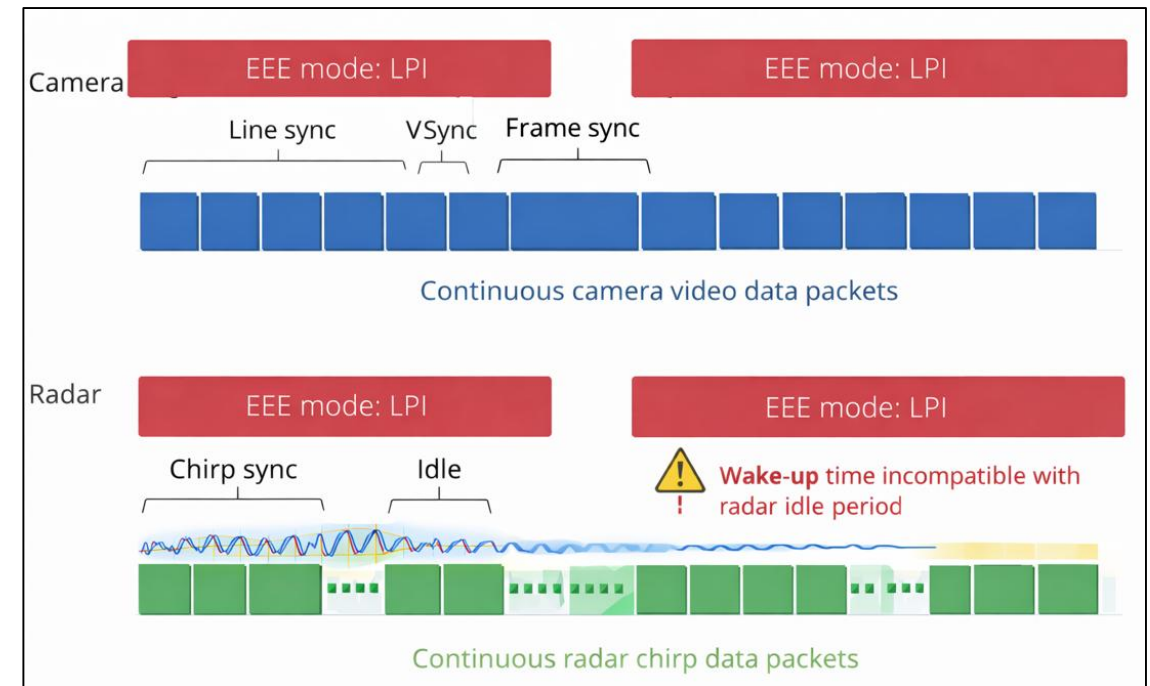 EEE mode: LPI
EEE mode: LPI
Camera
Line sync
VSync
Frame sync
Continuous camera video data packets
Radar
EEE mode: LPI
EEE mode: LPI
Chirp sync
Idle
Wake-up time incompatible with
radar idle period
Continuous radar chirp data packets